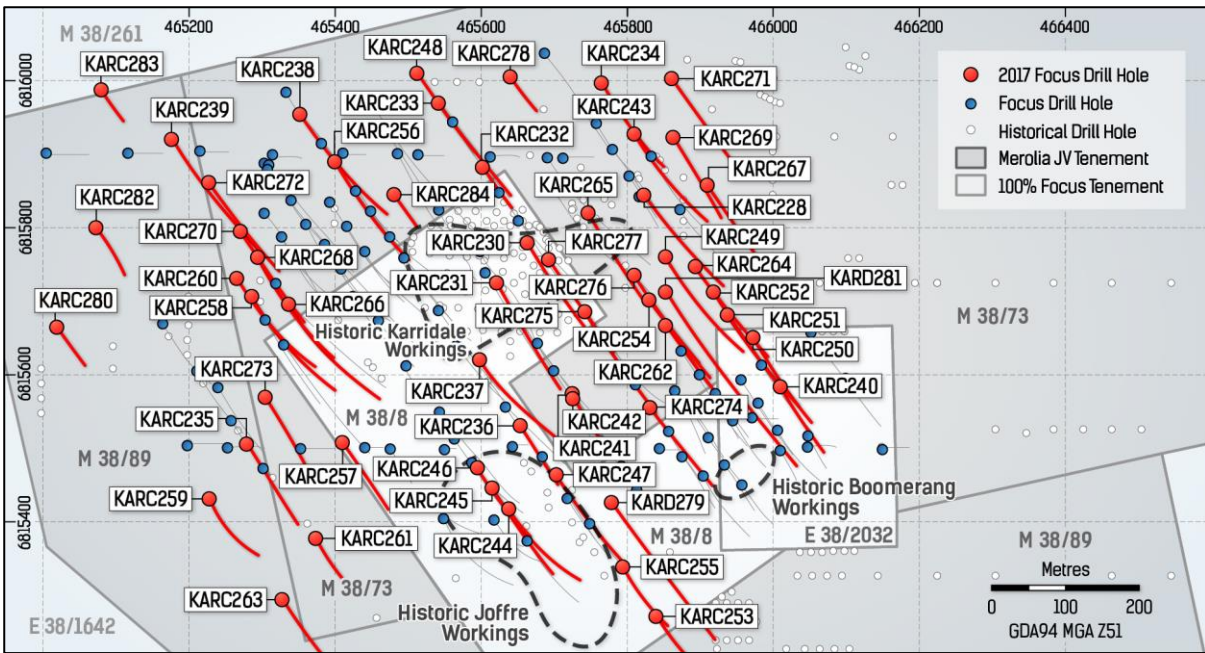 465200
465400
465600
465800
466000
466200
466400
6816000
6815800
6815600
6815400
M 38/261
KARC283
KARC239
KARC238
KARC248
KARC278
KARC234
KARC271
KARC233
KARC243
KARC256
KARC232
KARC269
KARC272
KARC284
KARC265
KARC267
KARC282
KARC228
KARC270
KARC230
KARC277
KARC249
KARC268
KARC264
KARC260
KARC231
KARC276
KARD281
KARC280
KARC258
KARC266
KARC275
KARC252
Historic Karridale
Workings
KARC254
KARC251
M 38/73
KARC250
KARC273
KARC237
KARC262
KARC240
M 38/8
KARC235
KARC236
KARC242
KARC274
M 38/89
KARC241
KARC257
KARC246
KARC247
Historic Boomerang
Workings
KARC259
KARC245
KARD279
KARC261
KARC244
M 38/8
E 38/2032
M 38/89
KARC255
M 38/73
KARC263
Historic Joffre
Workings
KARC253
E 38/1642
2017 Focus Drill Hole
Focus Drill Hole
Historical Drill Hole
Merolia JV Tenement
100% Focus Tenement
Metres
0 100 200
GDA94 MGA Z51